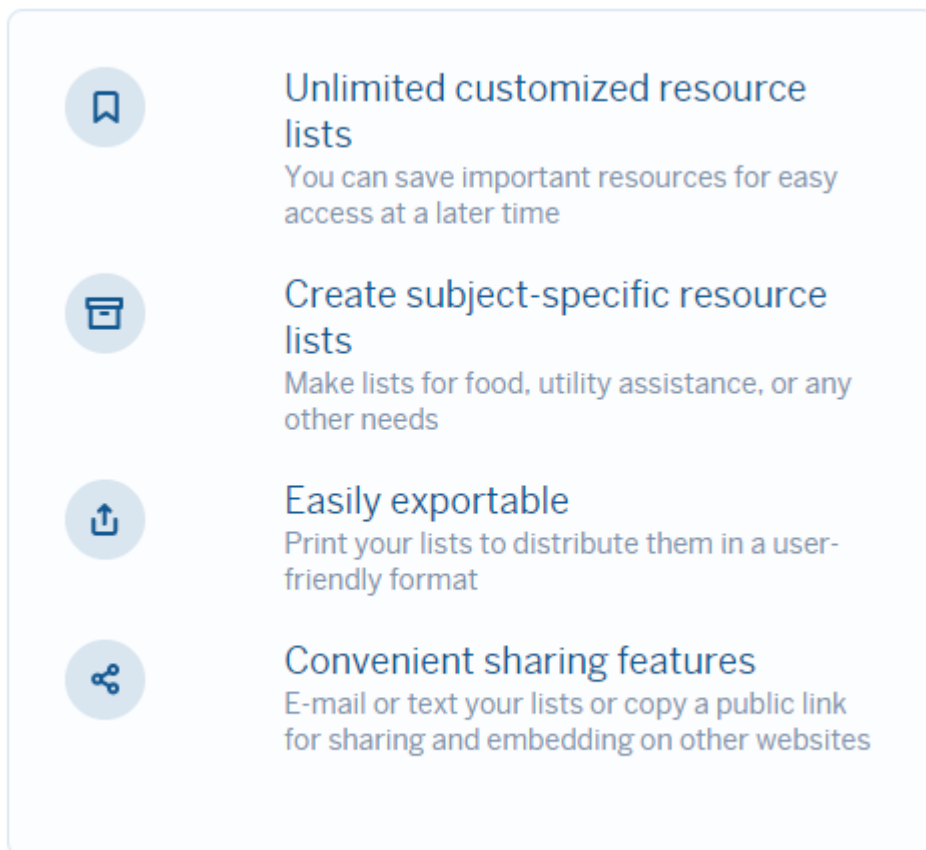 Unlimited customized resource
lists
You can save important resources for easy
access at a later time
Create subject-specific resource
lists
Make lists for food, utility assistance, or any
other needs
Easily exportable
Print your lists to distribute them in a user-
friendly format
Convenient sharing features
E-mail or text your lists or copy a public link
for sharing and embedding on other websites